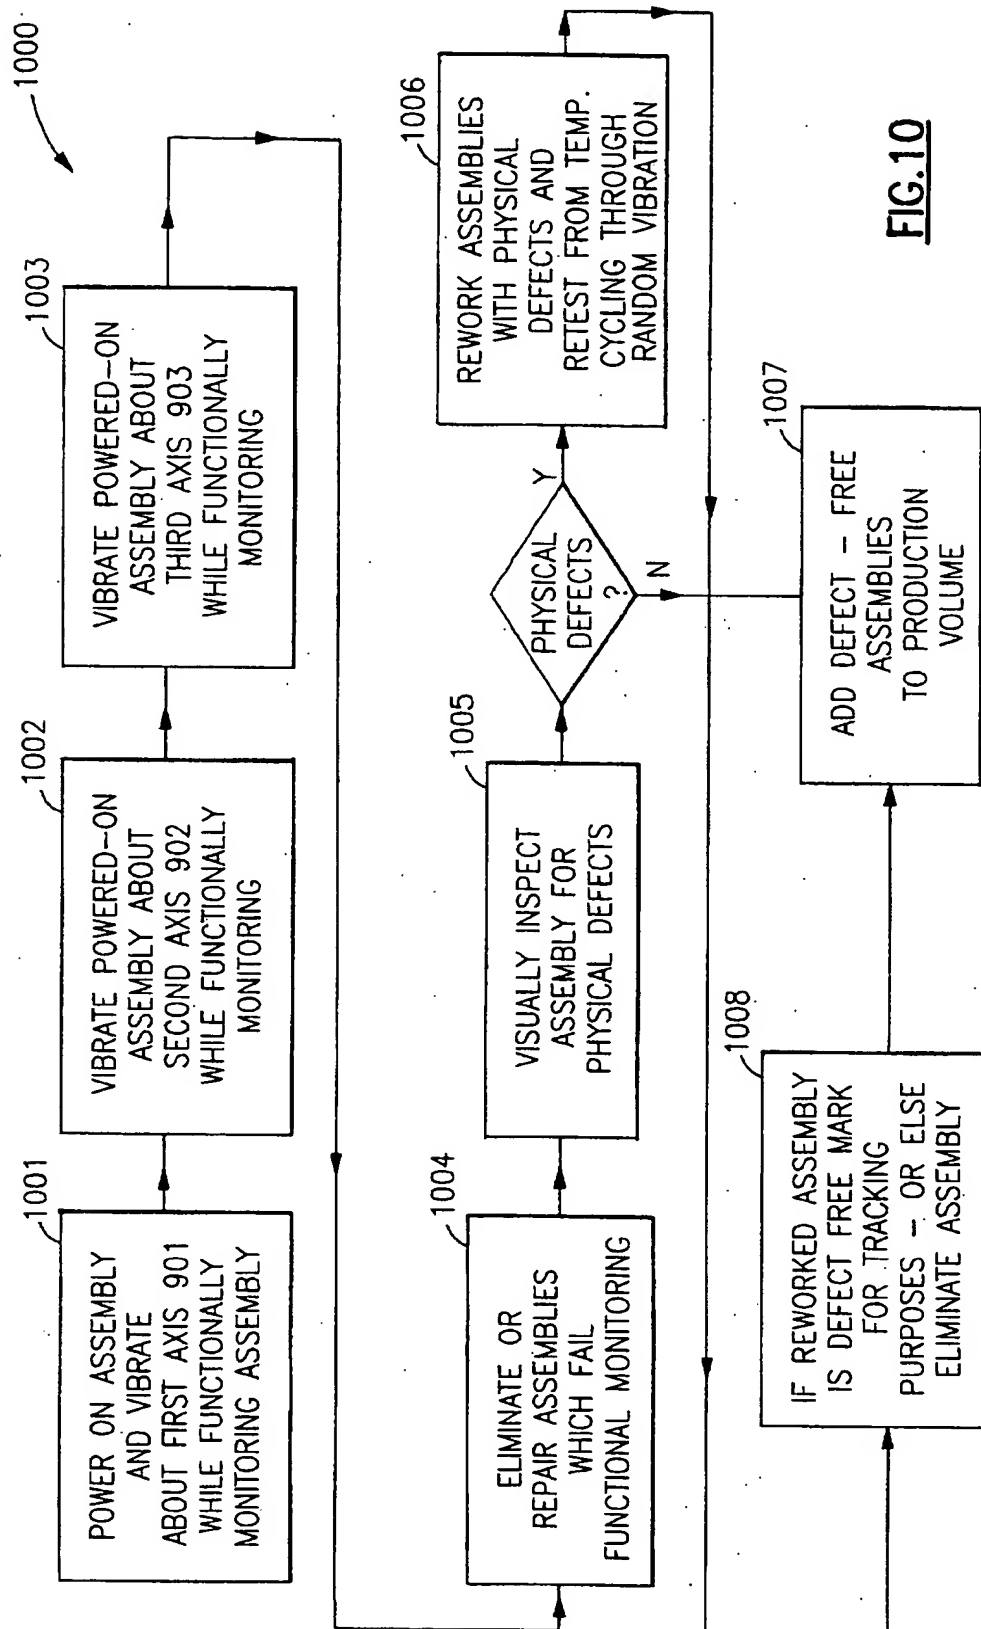 1000
1001
POWER ON ASSEMBLY
AND VIBRATE
ABOUT FIRST AXIS 901
WHILE FUNCTIONALLY
MONITORING ASSEMBLY
1002
VIBRATE POWERED-ON
ASSEMBLY ABOUT
SECOND AXIS 902
WHILE FUNCTIONALLY
MONITORING
1003
VIBRATE POWERED-ON
ASSEMBLY ABOUT
THIRD AXIS 903
WHILE FUNCTIONALLY
MONITORING
1004
ELIMINATE OR
REPAIR ASSEMBLIES
WHICH FAIL
FUNCTIONAL MONITORING
1005
VISUALLY INSPECT
ASSEMBLY FOR
PHYSICAL DEFECTS
PHYSICAL
DEFECTS
?
Y
N
1006
REWORK ASSEMBLIES
WITH PHYSICAL
DEFECTS AND
RETEST FROM TEMP.
CYCLING THROUGH
RANDOM VIBRATION
1008
IF REWORKED ASSEMBLY
IS DEFECT FREE MARK
FOR TRACKING
PURPOSES - OR ELSE
ELIMINATE ASSEMBLY
1007
ADD DEFECT - FREE
ASSEMBLIES
TO PRODUCTION
VOLUME
FIG.10